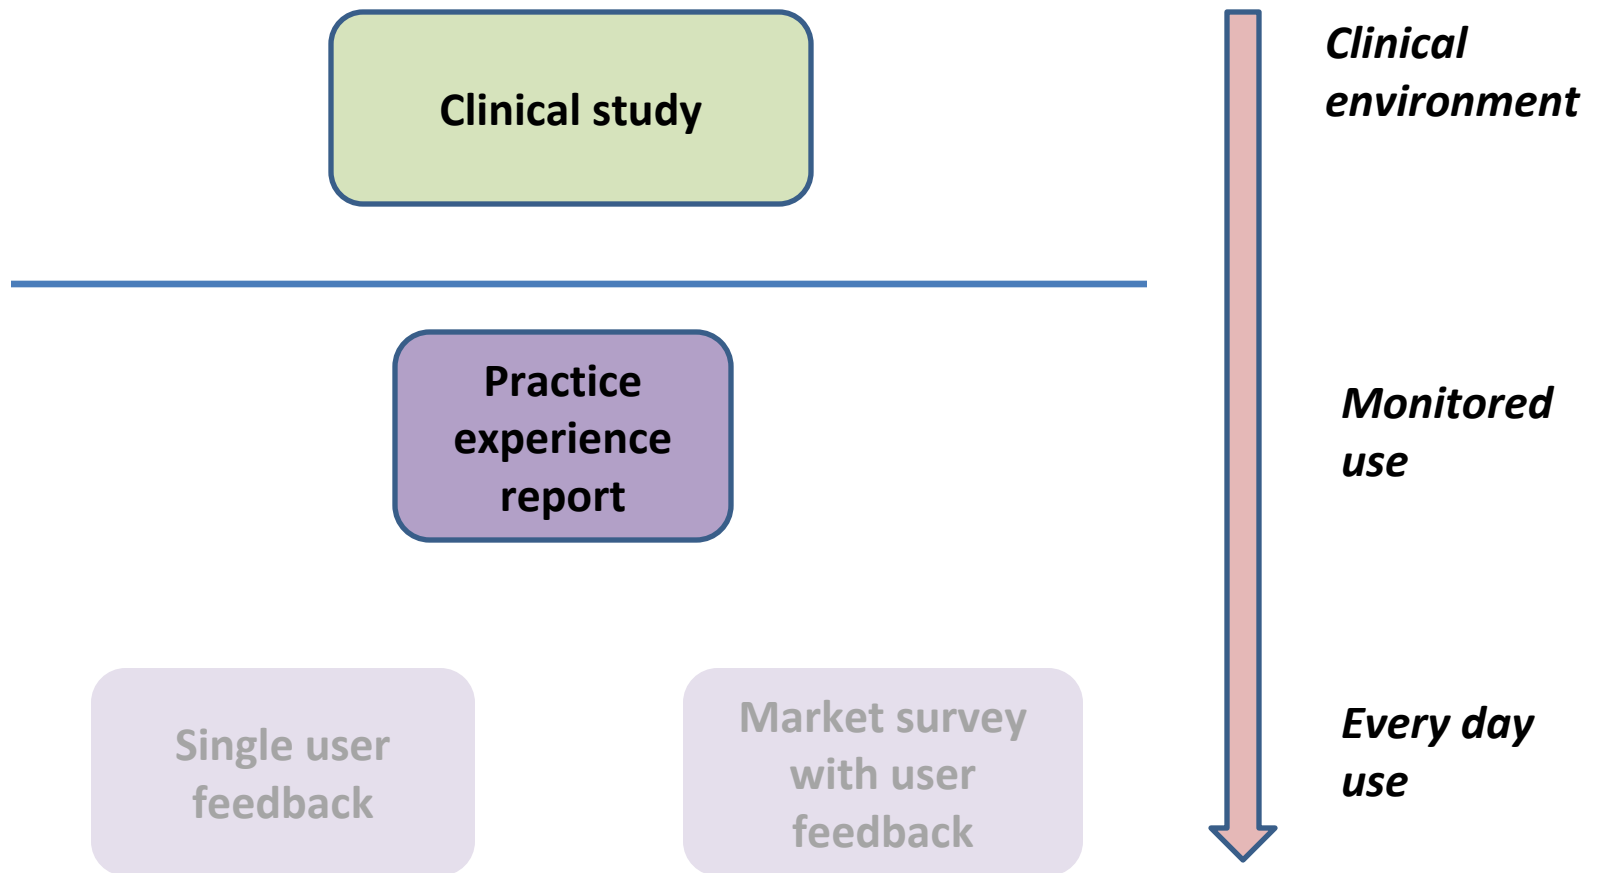 Clinical study
Clinical
environment
Practice
experience
report
Monitored
use
Single user
feedback
Market survey
with user
feedback
Every day
use